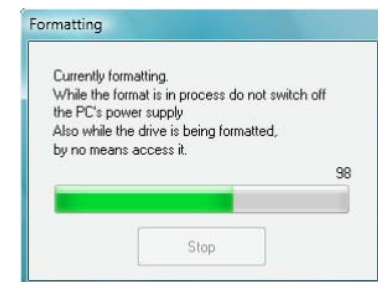 Formatting
Currently formatting.
While the format is in process do not switch off
the PC's power supply
Also while the drive is being formatted,
by no means access it.
98
Stop